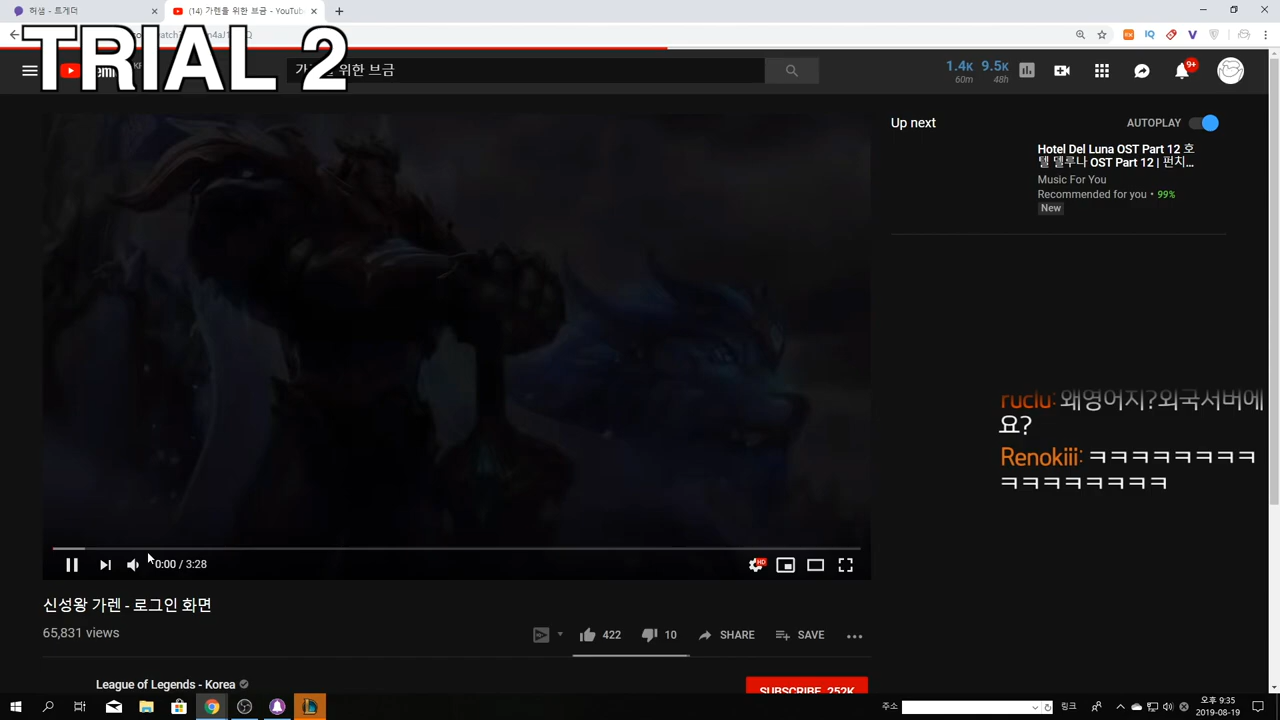 허샘 - 트게더
(14) 가렌을 위한 브금 - YouTu
TRIAL 2
위한 브금
1.4K
60m
9.5K
48h
9+
Up next
AUTOPLAY
Hotel Del Luna OST Part 12 호
텔 델루나 OST Part 12 | 펀치...
Music For You
Recommended for you • 99%
New
ruclu: 왜영어지?외국서버에
요?
Renokiii: ㅋㅋㅋㅋㅋㅋㅋㅋ
ㅋㅋㅋㅋㅋㅋㅋㅋ
0:00 / 3:28
HD
신성왕 가렌 - 로그인 화면
65,831 views
422
10
SHARE
SAVE
League of Legends - Korea
SUBSCRIBE 252K
주소
링크
오후 9:35
2019-08-19